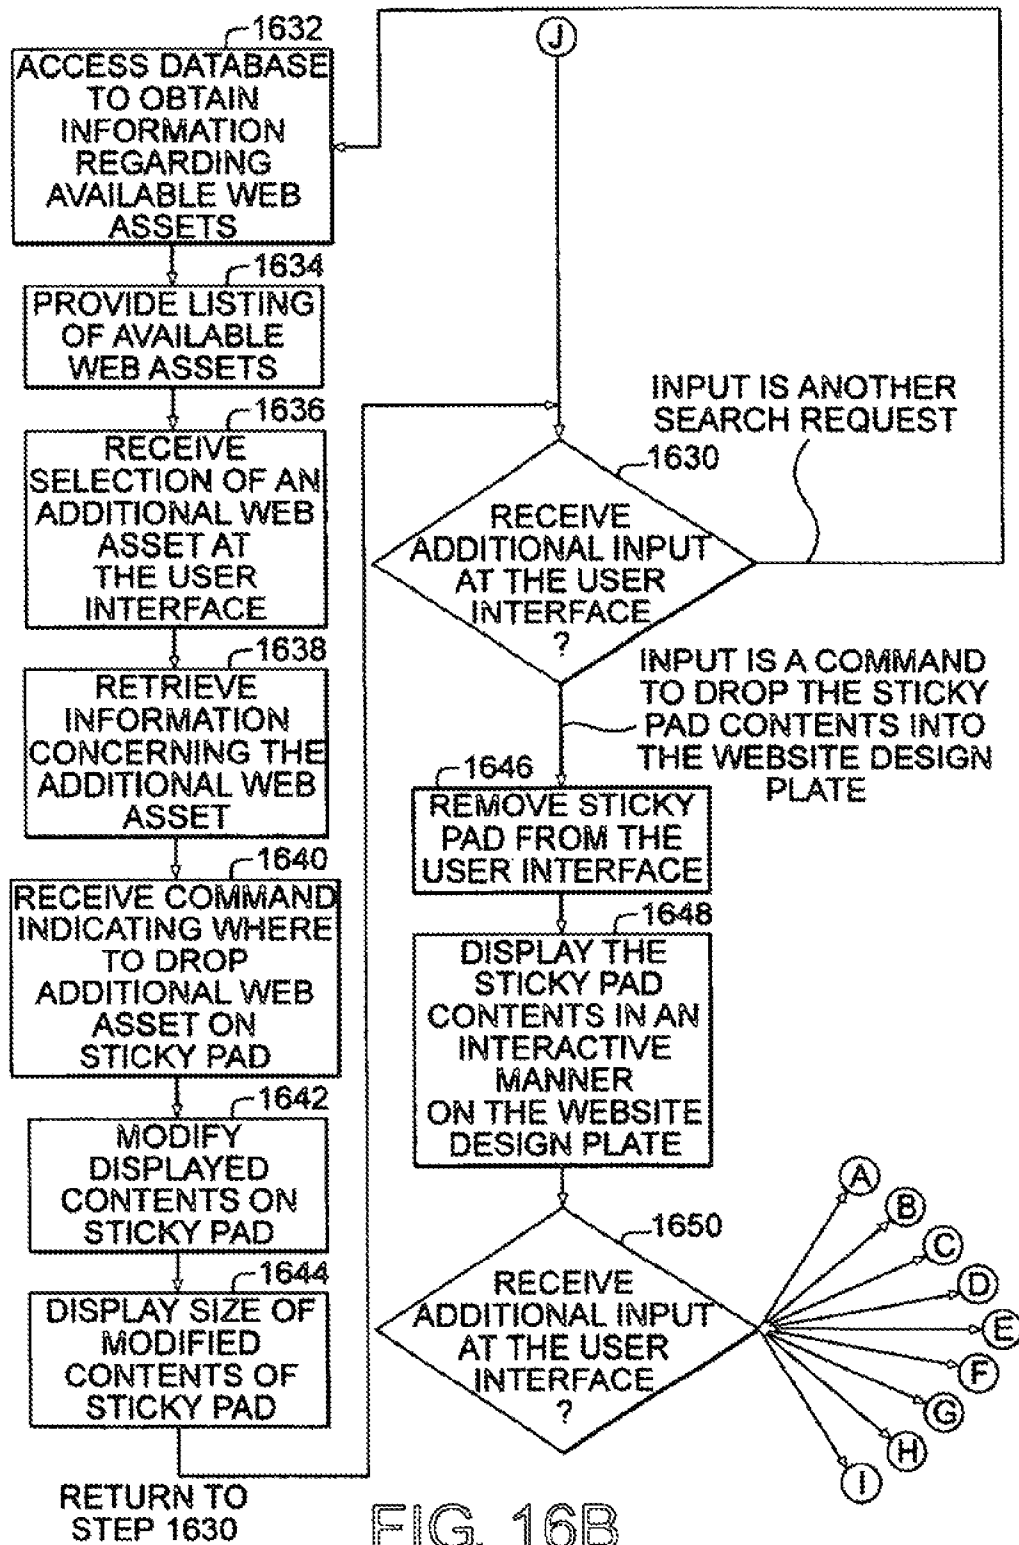 1632
ACCESS DATABASE
TO OBTAIN
INFORMATION
REGARDING
AVAILABLE WEB
ASSETS
1634
PROVIDE LISTING
OF AVAILABLE
WEB ASSETS
1636
RECEIVE
SELECTION OF AN
ADDITIONAL WEB
ASSET AT
THE USER
INTERFACE
1638
RETRIEVE
INFORMATION
CONCERNING THE
ADDITIONAL WEB
ASSET
1640
RECEIVE COMMAND
INDICATING WHERE
TO DROP
ADDITIONAL WEB
ASSET ON
STICKY PAD
1642
MODIFY
DISPLAYED
CONTENTS ON
STICKY PAD
1644
DISPLAY SIZE OF
MODIFIED
CONTENTS OF
STICKY PAD
RETURN TO
STEP 1630
J
INPUT IS ANOTHER
SEARCH REQUEST
1630
RECEIVE
ADDITIONAL INPUT
AT THE USER
INTERFACE
?
INPUT IS A COMMAND
TO DROP THE STICKY
PAD CONTENTS INTO
THE WEBSITE DESIGN
PLATE
1646
REMOVE STICKY
PAD FROM THE
USER INTERFACE
1648
DISPLAY THE
STICKY PAD
CONTENTS IN AN
INTERACTIVE
MANNER
ON THE WEBSITE
DESIGN PLATE
1650
RECEIVE
ADDITIONAL INPUT
AT THE USER
INTERFACE
?
A
B
C
D
E
F
G
H
I
FIG. 16B